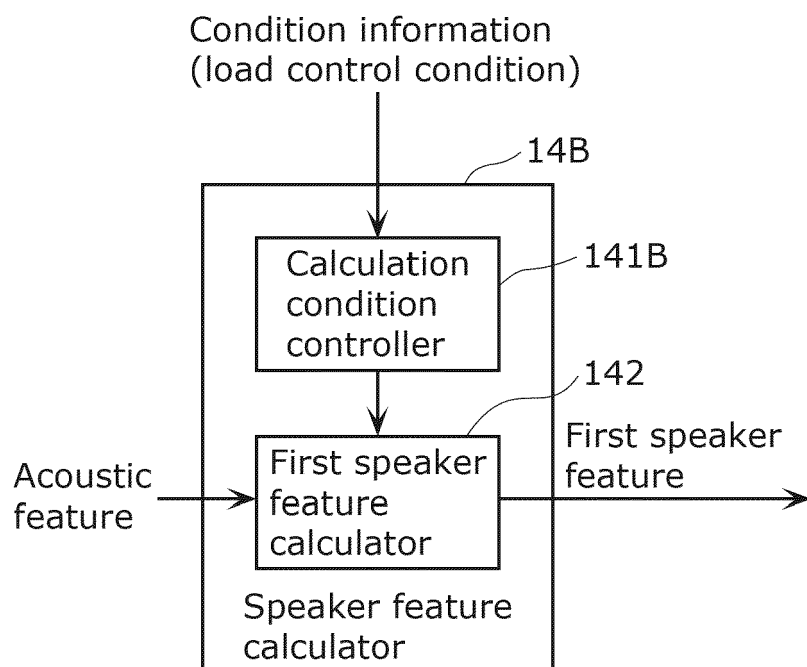 Condition information
(load control condition)
14B
Calculation
condition
controller
141B
142
First speaker
feature
Acoustic
feature
First speaker
feature
calculator
Speaker feature
calculator